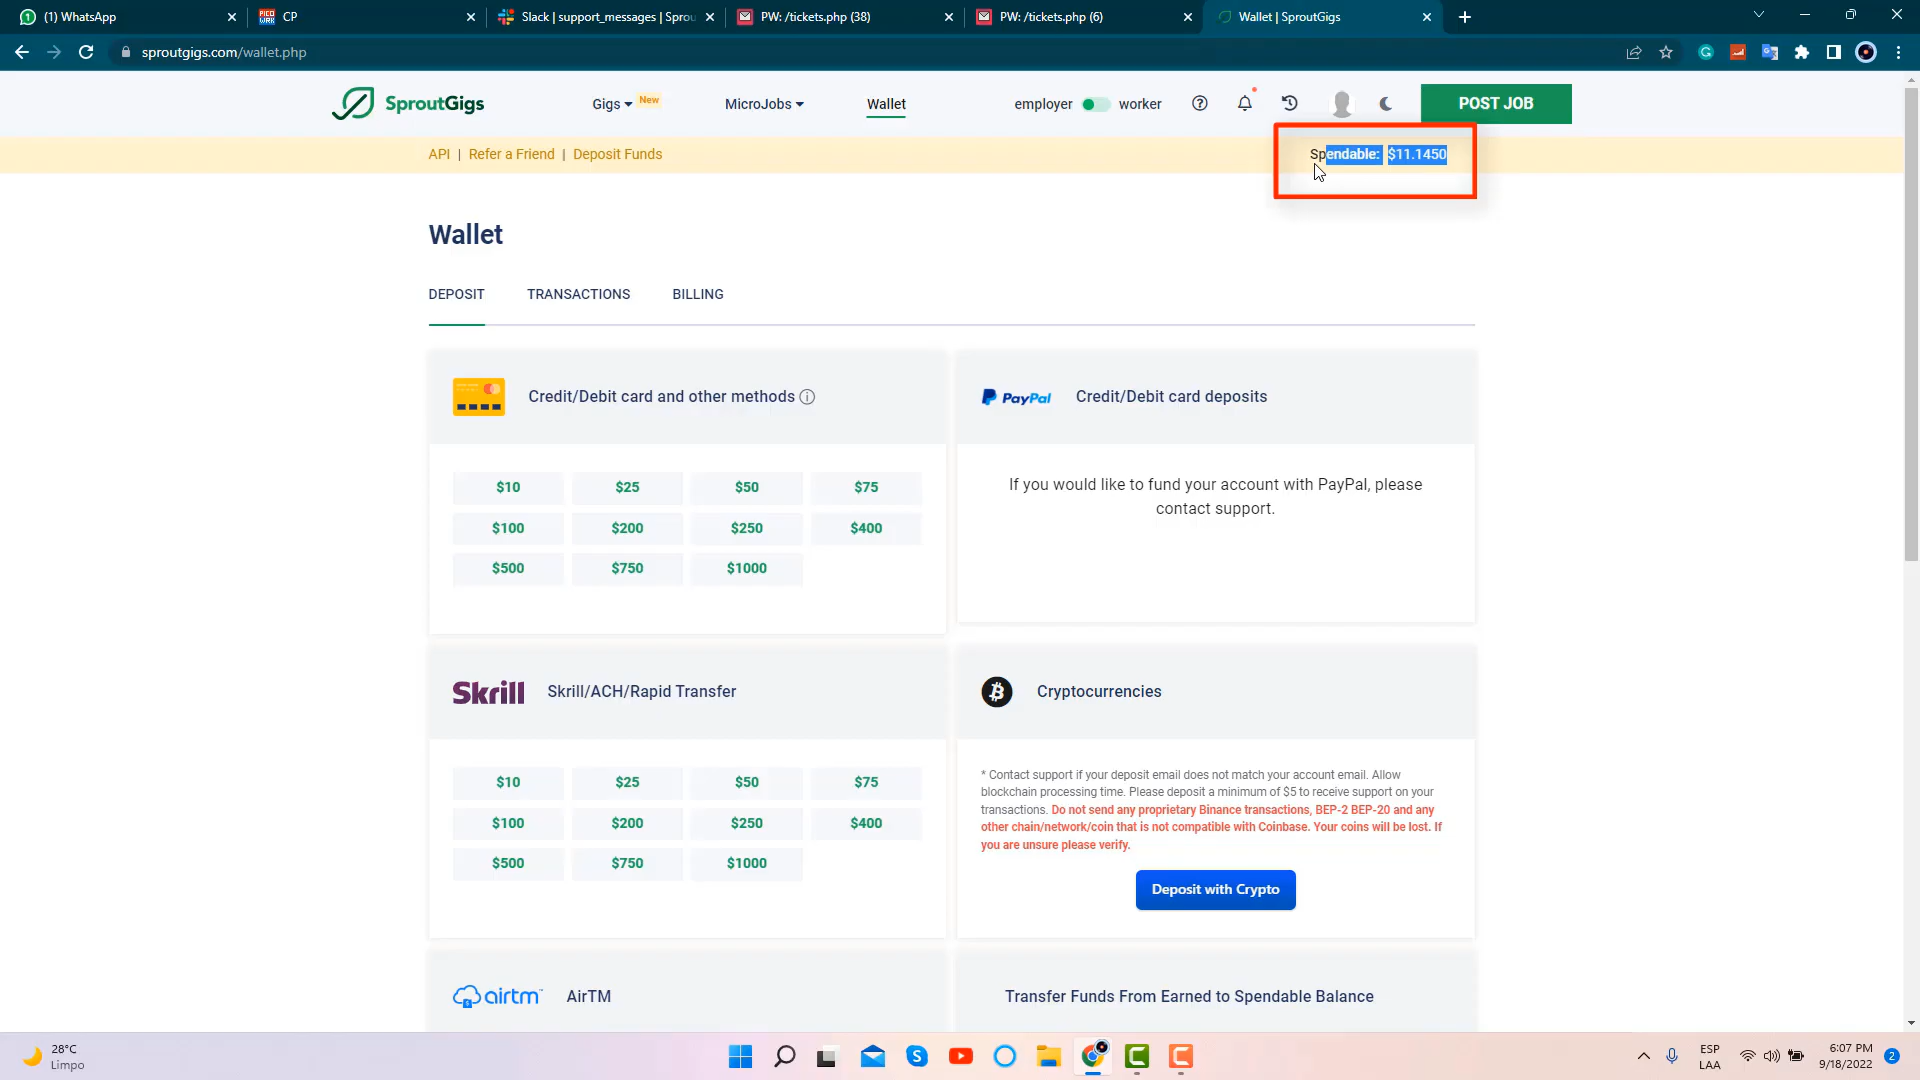 (1) WhatsApp
CP
Slack | support_messages | Sprou
PW: /tickets.php (38)
PW: /tickets.php (6)
Wallet | SproutGigs
sproutgigs.com/wallet.php
SproutGigs
Gigs
New
MicroJobs
Wallet
employer
worker
POST JOB
API | Refer a Friend | Deposit Funds
Spendable: $11.1450
Wallet
DEPOSIT
TRANSACTIONS
BILLING
Credit/Debit card and other methods
PayPal
Credit/Debit card deposits
$10 $25 $50 $75
$100 $200 $250 $400
$500 $750 $1000
If you would like to fund your account with PayPal, please
contact support.
Skrill
Skrill/ACH/Rapid Transfer
Cryptocurrencies
$10 $25 $50 $75
$100 $200 $250 $400
$500 $750 $1000
* Contact support if your deposit email does not match your account email. Allow
blockchain processing time. Please deposit a minimum of $5 to receive support on your
transactions. Do not send any proprietary Binance transactions, BEP-2 BEP-20 and any
other chain/network/coin that is not compatible with Coinbase. Your coins will be lost. If
you are unsure please verify.
Deposit with Crypto
airtm
AirTM
Transfer Funds From Earned to Spendable Balance
28°C
Limpo
ESP
LAA
6:07 PM
9/18/2022
2